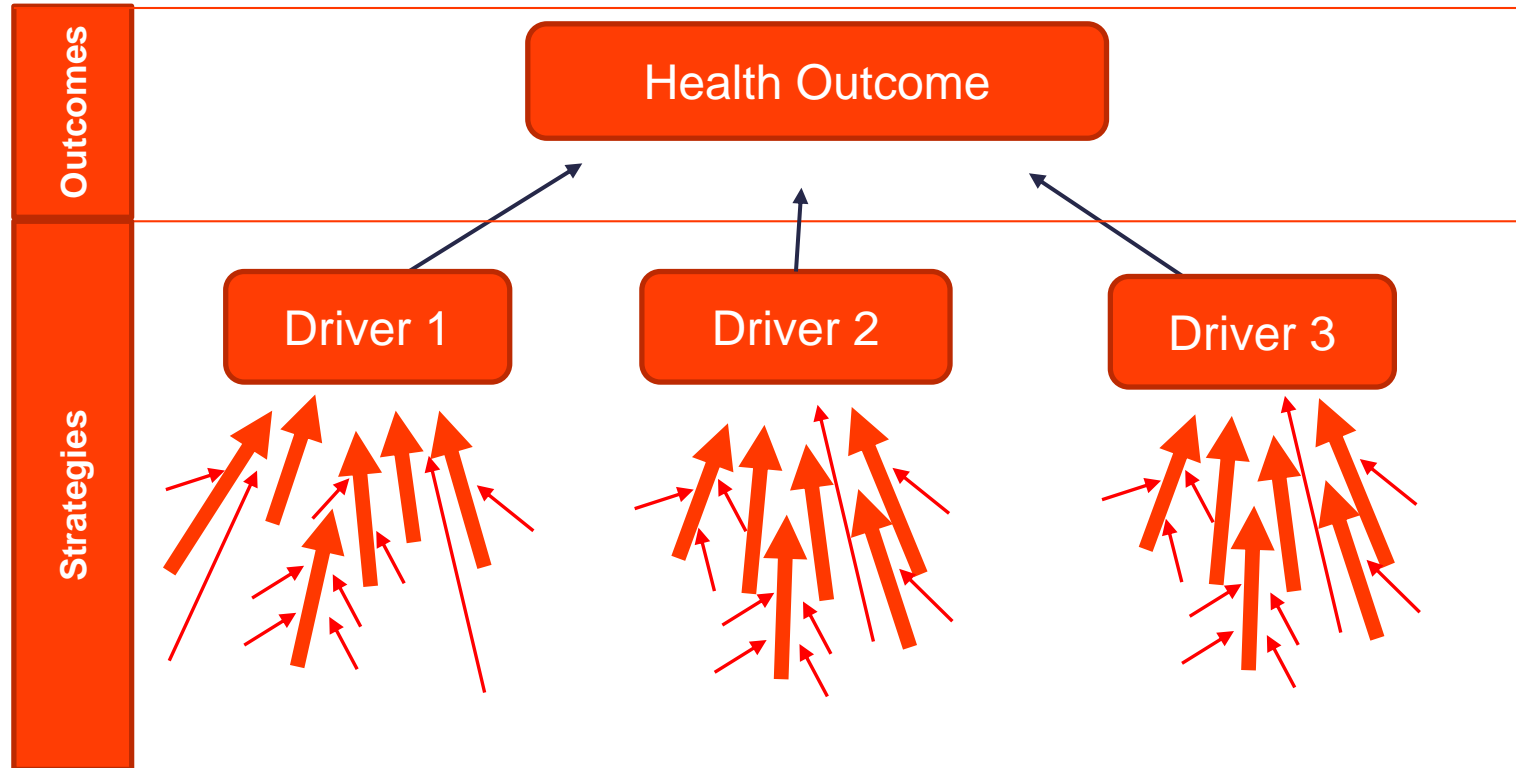 Outcomes
Health Outcome
Strategies
Driver 1
Driver 2
Driver 3